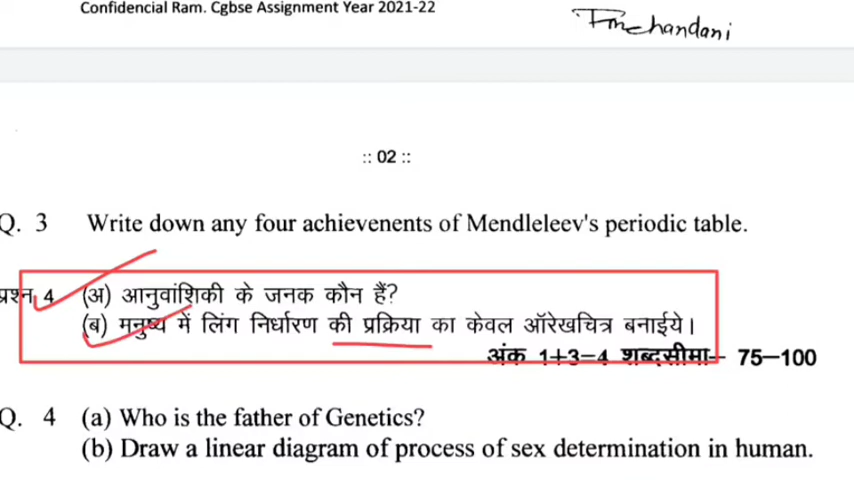 Confidencial Ram. Cgbse Assignment Year 2021-22
:: 02 ::
Q. 3 Write down any four achievenents of Mendleleev's periodic table.
प्रश्न 4 (अ) आनुवांशिकी के जनक कौन हैं?
(ब) मनुष्य में लिंग निर्धारण की प्रक्रिया का केवल ऑरेखचित्र बनाईये।
अंक 1+3=4 शब्दसीमा– 75–100
Q. 4 (a) Who is the father of Genetics?
(b) Draw a linear diagram of process of sex determination in human.